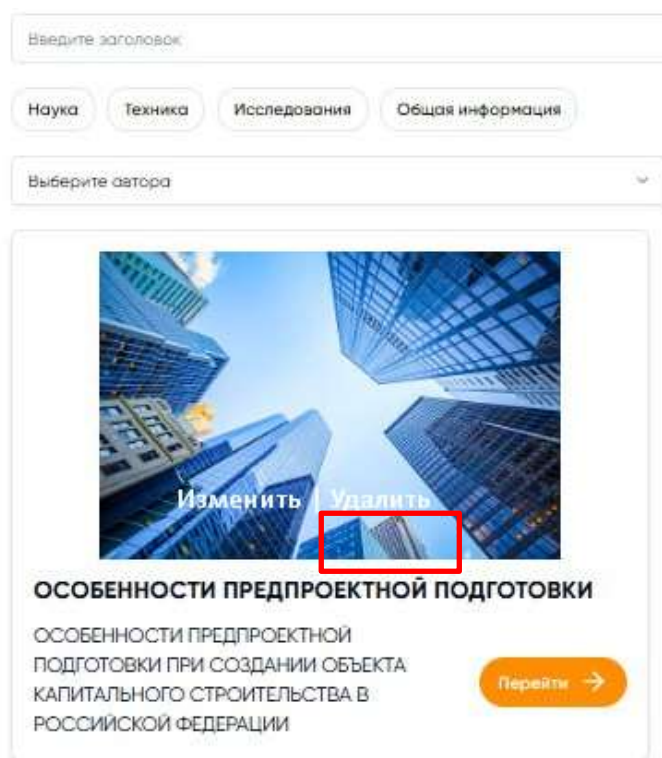 Введите заголовок
Наука Техника Исследования Общая информация
Выберите автора
Изменить | Удалить
ОСОБЕННОСТИ ПРЕДПРОЕКТНОЙ ПОДГОТОВКИ
ОСОБЕННОСТИ ПРЕДПРОЕКТНОЙ
ПОДГОТОВКИ ПРИ СОЗДАНИИ ОБЪЕКТА
КАПИТАЛЬНОГО СТРОИТЕЛЬСТВА В
РОССИЙСКОЙ ФЕДЕРАЦИИ
Перейти →